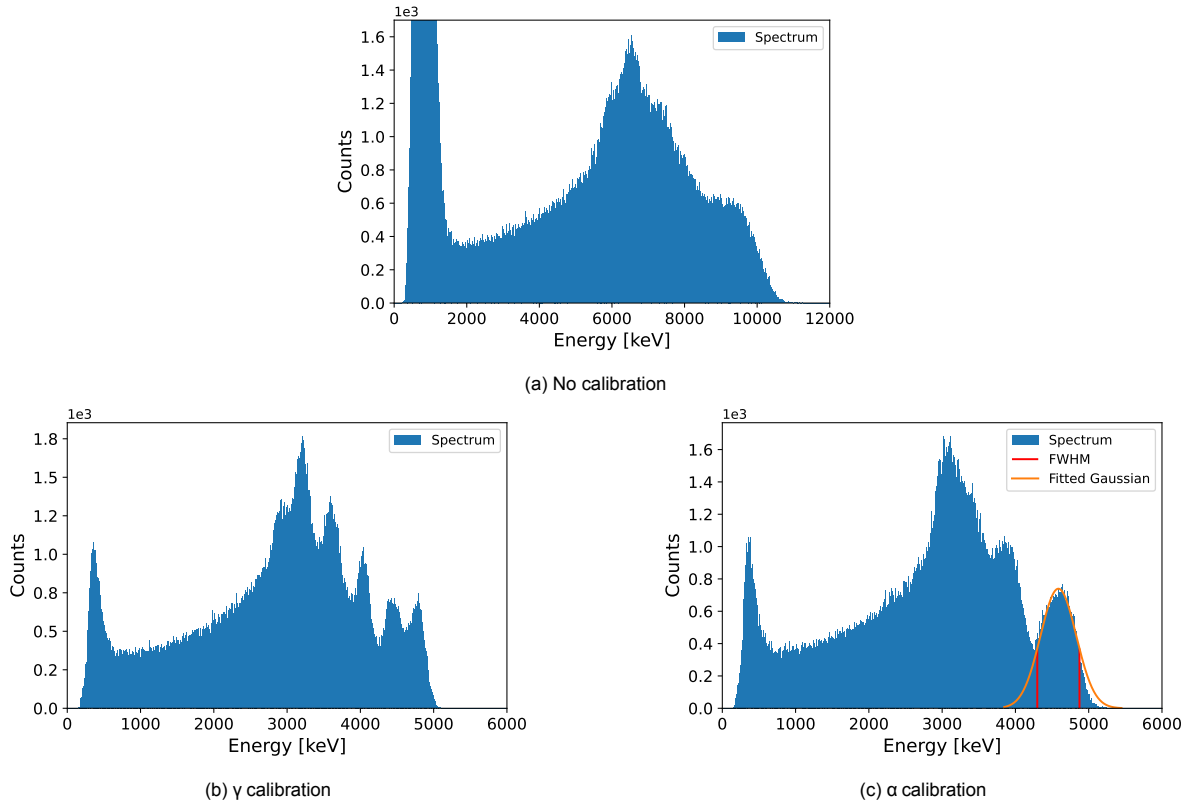 1e3
Spectrum
1.6
1.4
1.2
1.0
0.8
0.6
0.4
0.2
0.0
Counts
0 2000 4000 6000 8000 10000 12000
Energy [keV]
(a) No calibration
1e3
Spectrum
1.8
1.5
1.2
1.0
0.8
0.5
0.2
0.0
Counts
0 1000 2000 3000 4000 5000 6000
Energy [keV]
(b) γ calibration
1e3
Spectrum
FWHM
Fitted Gaussian
1.6
1.4
1.2
1.0
0.8
0.6
0.4
0.2
0.0
Counts
0 1000 2000 3000 4000 5000 6000
Energy [keV]
(c) α calibration